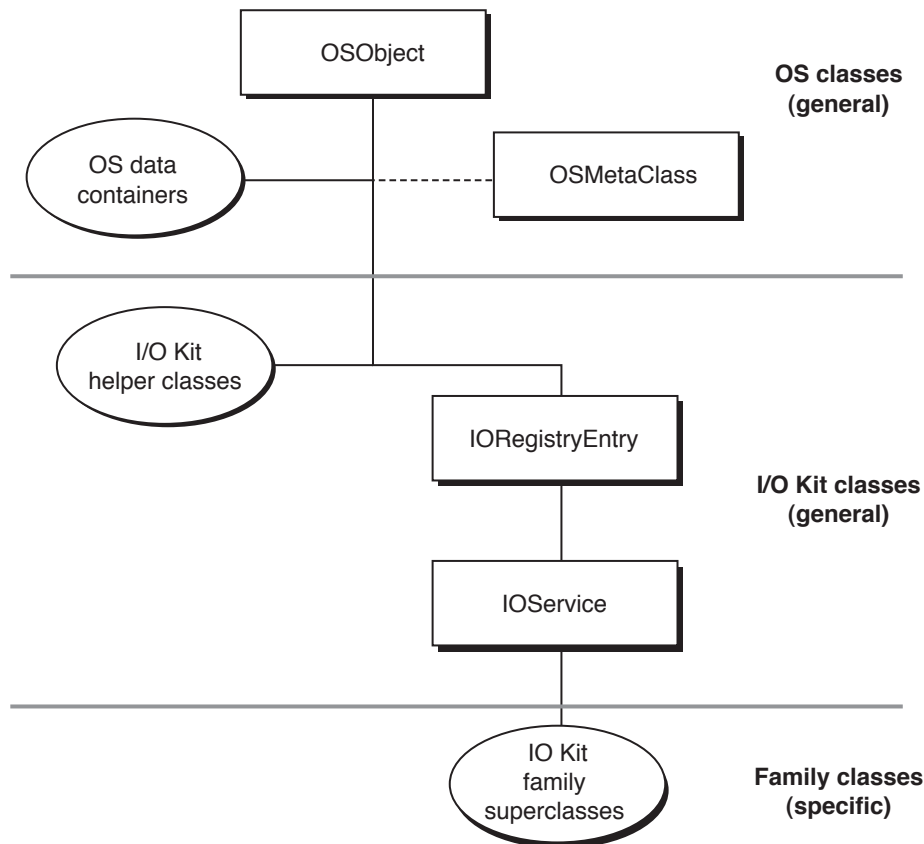 OSObject
OS classes
(general)
OS data
containers
OSMetaClass
I/O Kit
helper classes
IORegistryEntry
I/O Kit classes
(general)
IOService
IO Kit
family
superclasses
Family classes
(specific)